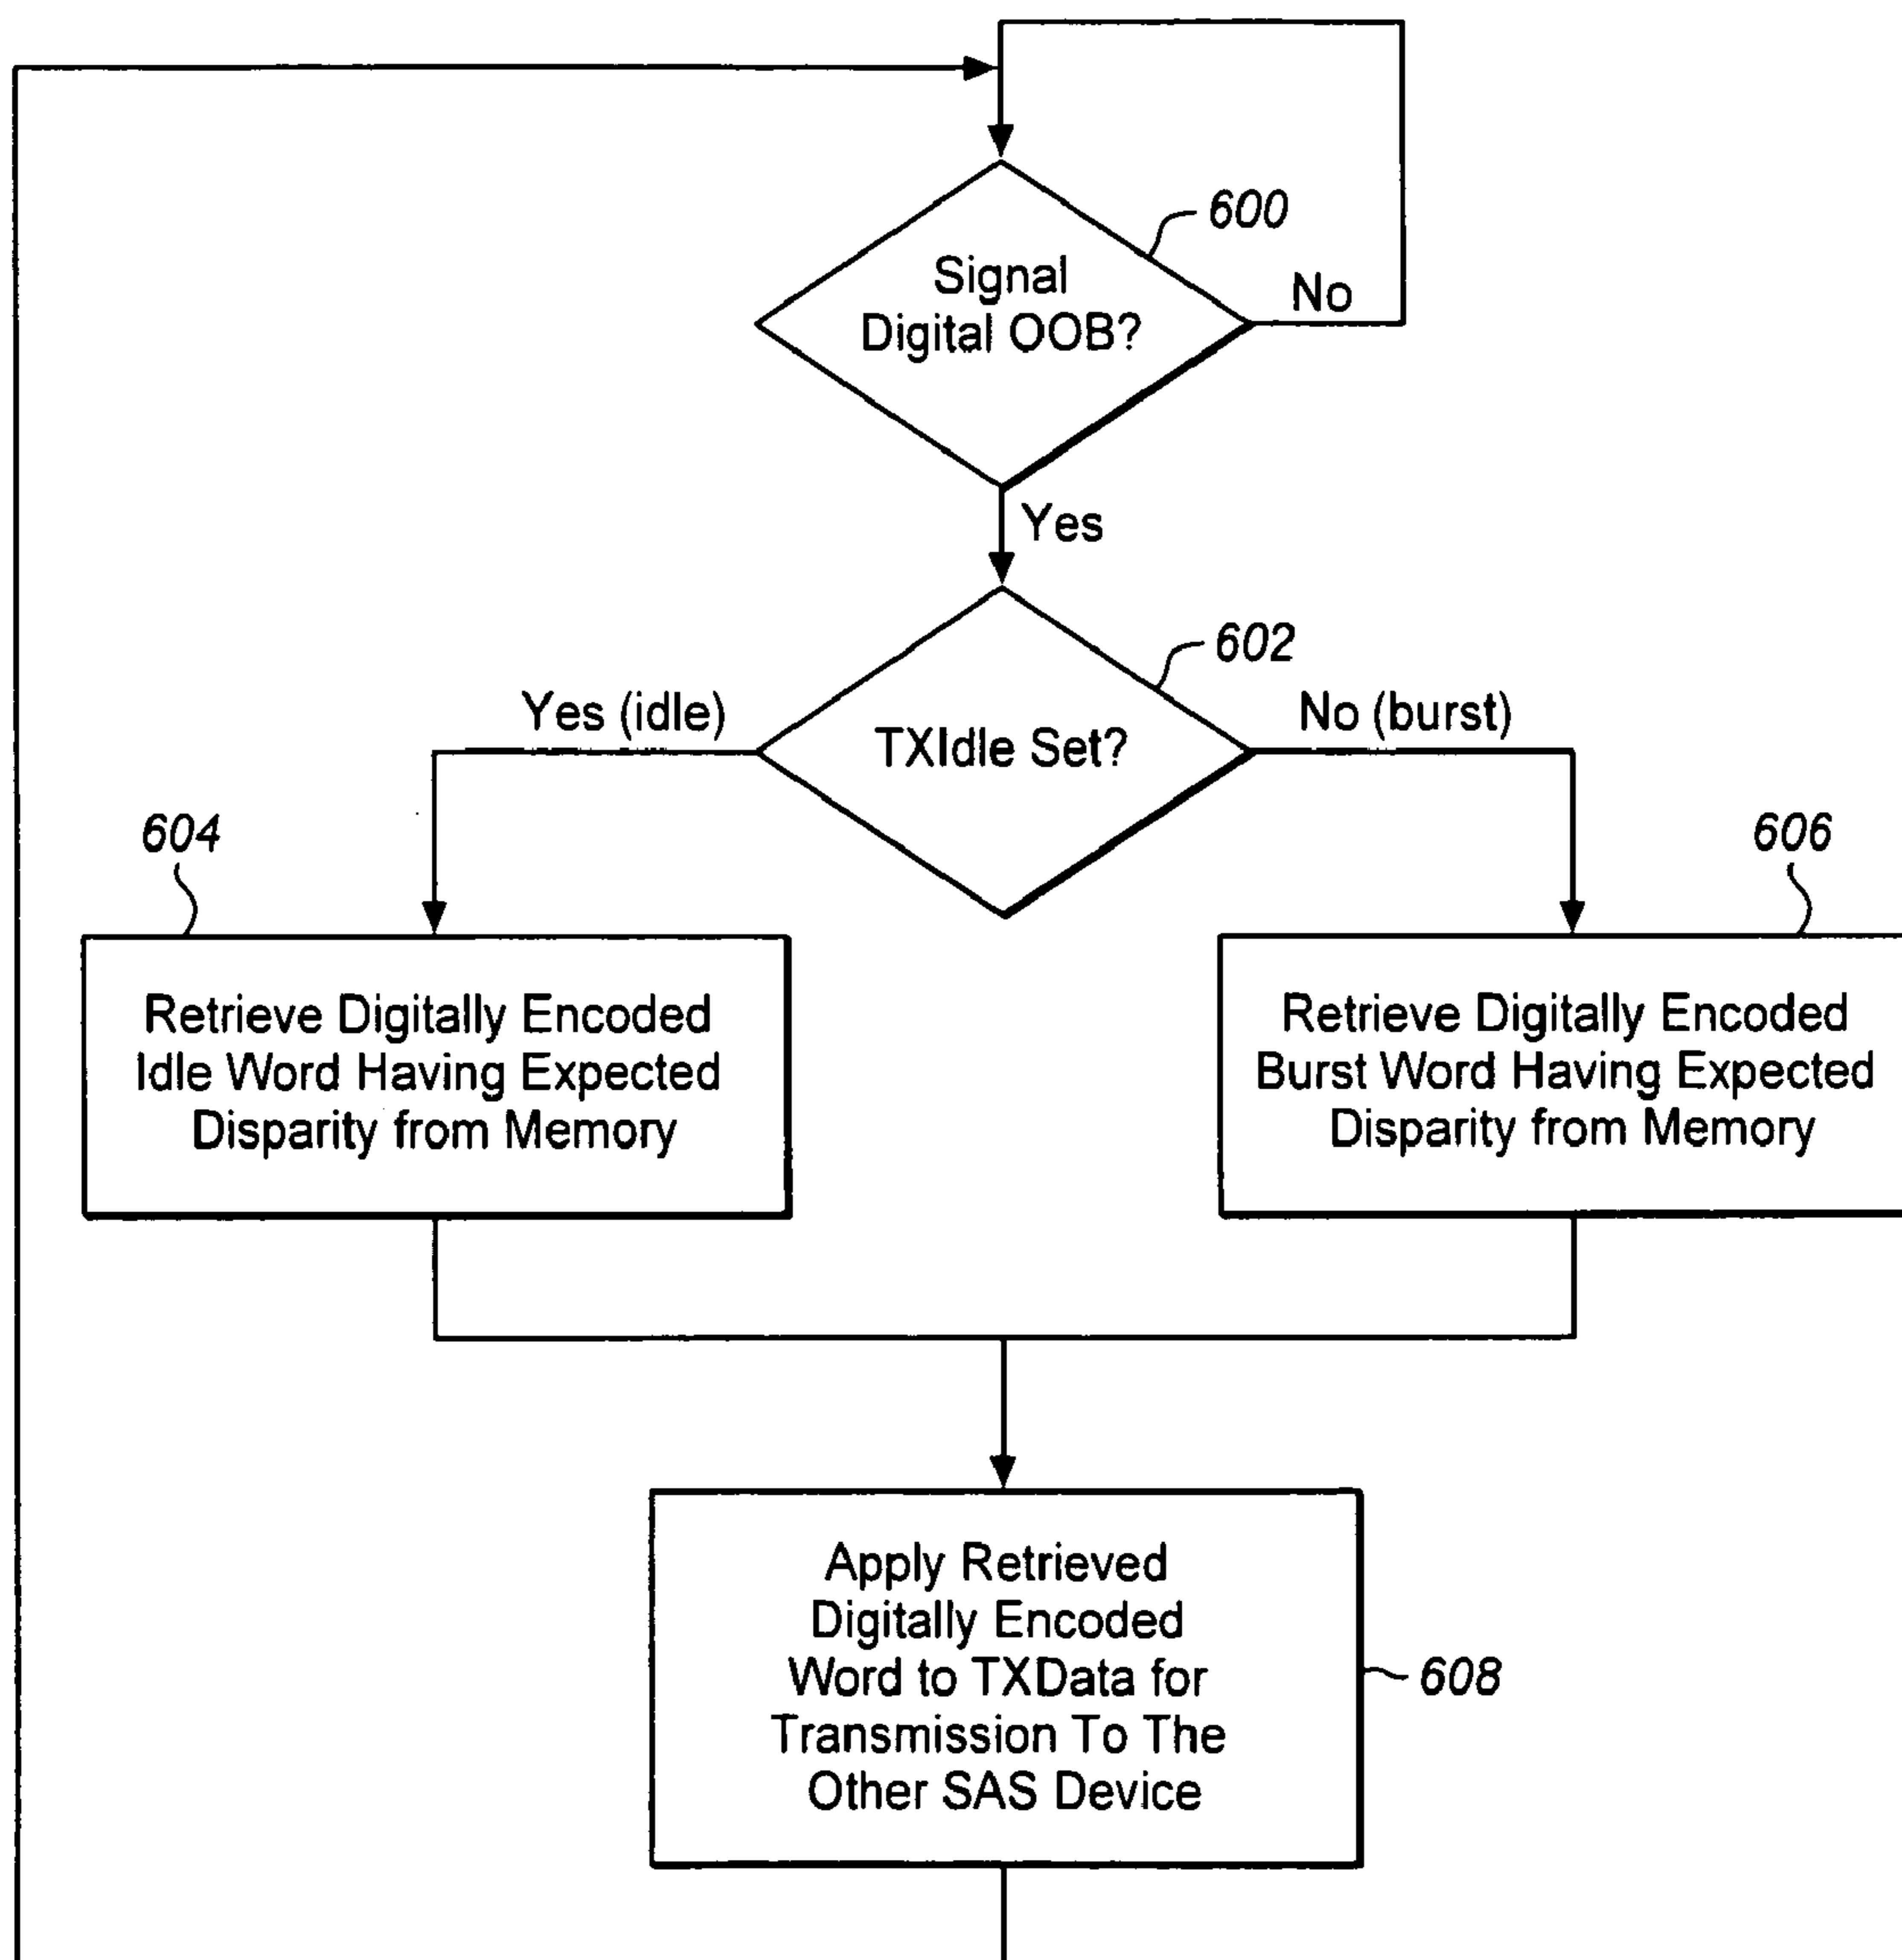 600
Signal
Digital OOB?
No
Yes
602
Yes (idle)
TXIdle Set?
No (burst)
604
606
Retrieve Digitally Encoded
Idle Word Having Expected
Disparity from Memory
Retrieve Digitally Encoded
Burst Word Having Expected
Disparity from Memory
Apply Retrieved
Digitally Encoded
Word to TXData for
Transmission To The
Other SAS Device
608